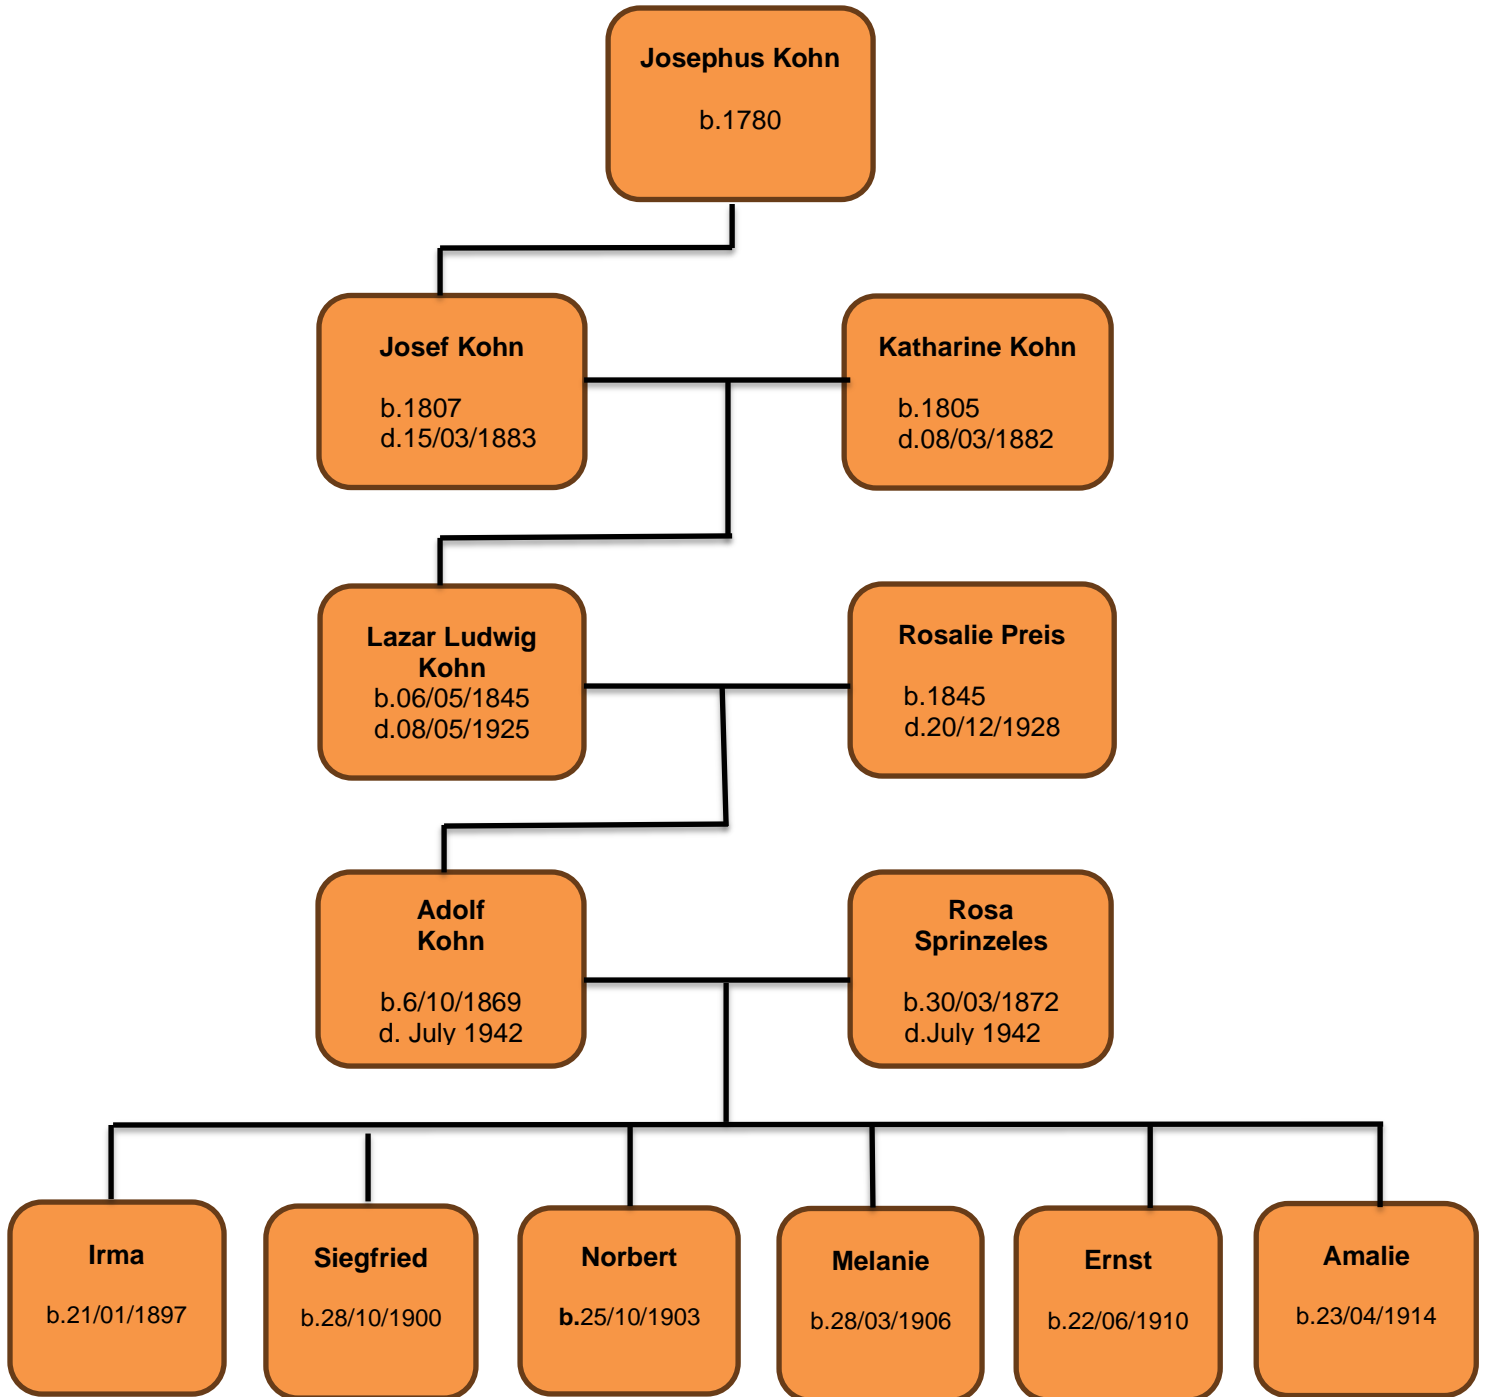 Josephus Kohn
b.1780
Josef Kohn
b.1807
d.15/03/1883
Katharine Kohn
b.1805
d.08/03/1882
Lazar Ludwig
Kohn
b.06/05/1845
d.08/05/1925
Rosalie Preis
b.1845
d.20/12/1928
Adolf
Kohn
b.6/10/1869
d. July 1942
Rosa
Sprinzeles
b.30/03/1872
d.July 1942
Irma
b.21/01/1897
Siegfried
b.28/10/1900
Norbert
b.25/10/1903
Melanie
b.28/03/1906
Ernst
b.22/06/1910
Amalie
b.23/04/1914